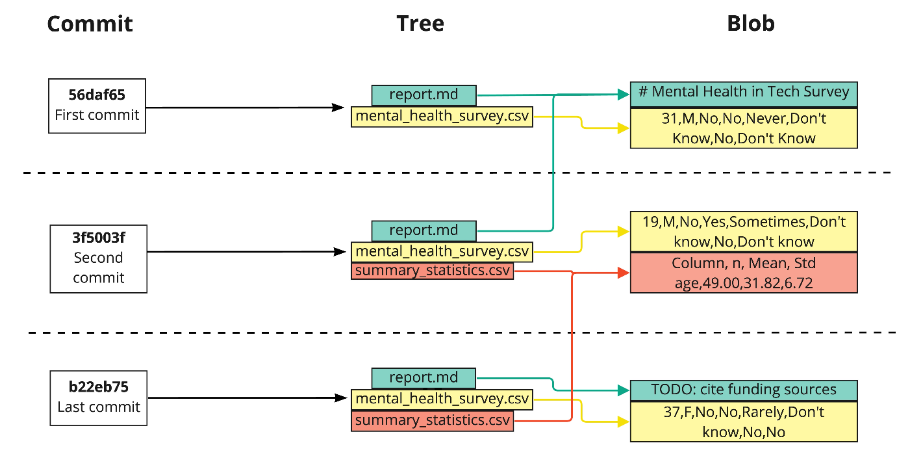 Commit
Tree
Blob
56daf65
First commit
report.md
mental_health_survey.csv
# Mental Health in Tech Survey
31,M,No,No,Never,Don't
Know,No,Don't Know
3f5003f
Second
commit
report.md
mental_health_survey.csv
summary_statistics.csv
19,M,No,Yes,Sometimes,Don't
know,No,Don't know
Column, n, Mean, Std
age,49.00,31.82,6.72
b22eb75
Last commit
report.md
mental_health_survey.csv
summary_statistics.csv
TODO: cite funding sources
37,F,No,No,Rarely,Don't
know,No,No